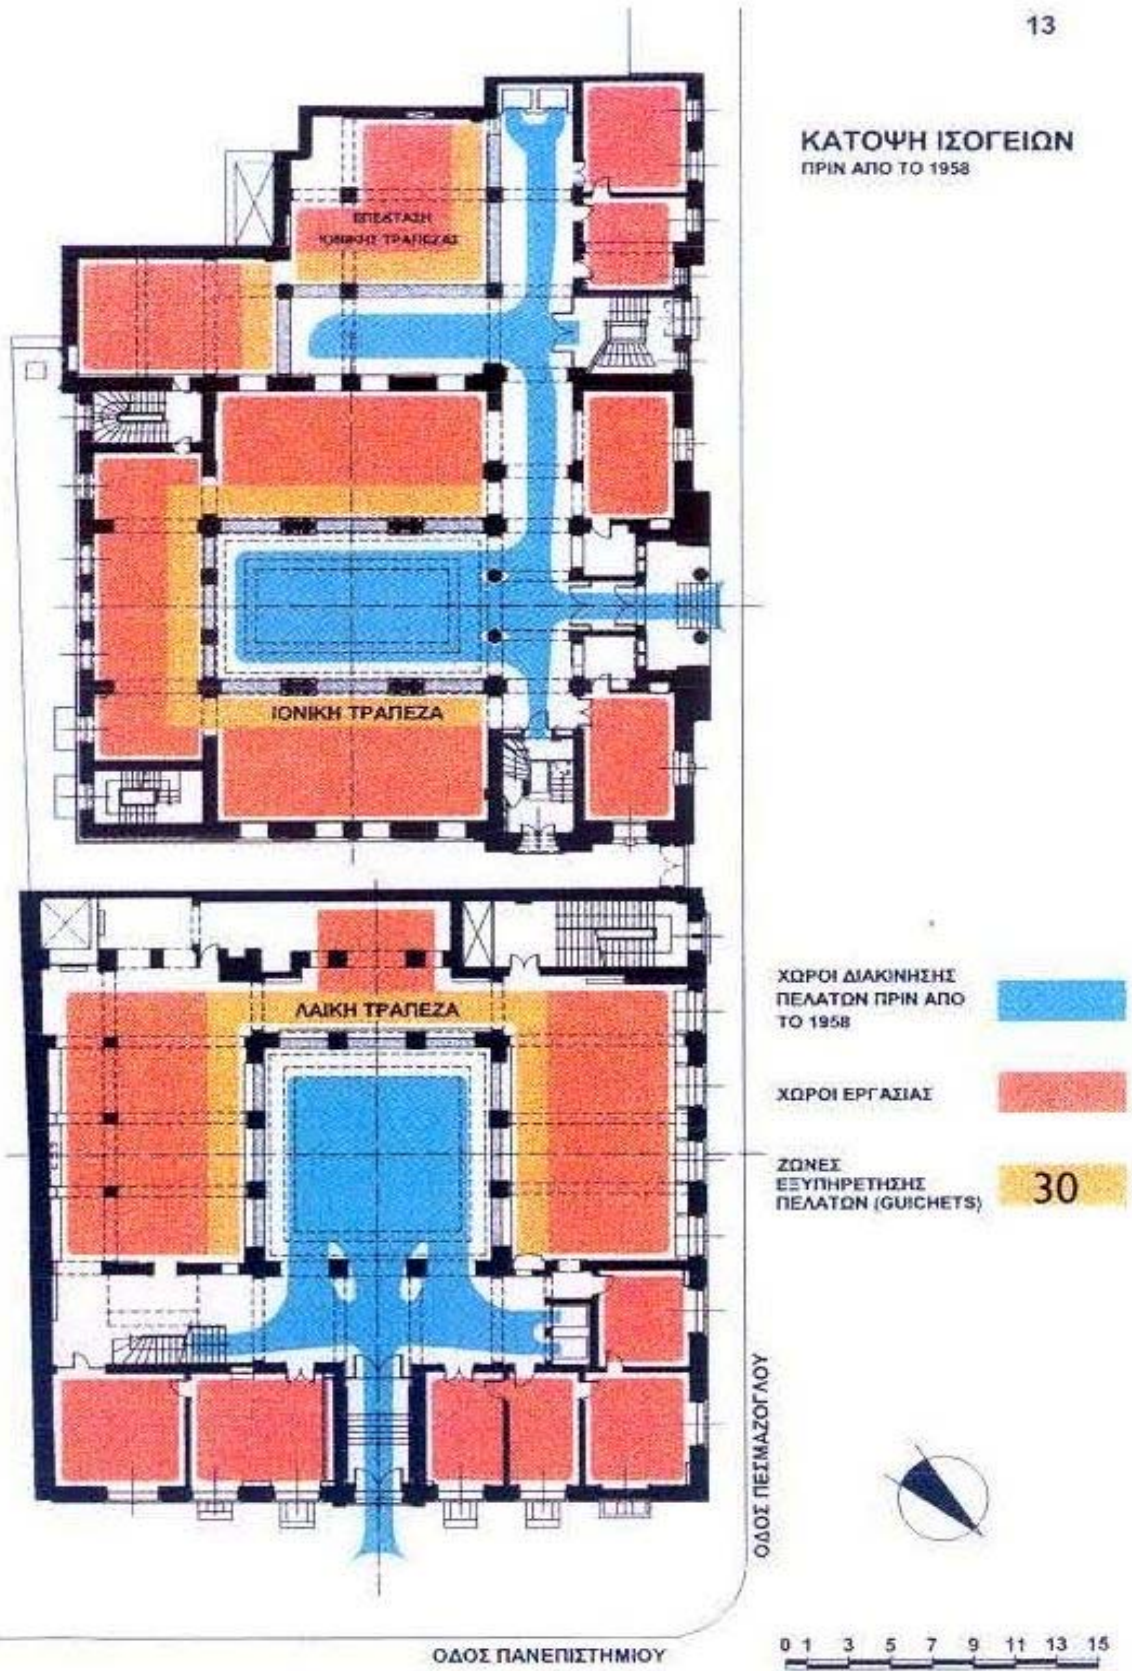 13
ΚΑΤΟΨΗ ΙΣΟΓΕΙΩΝ
ΠΡΙΝ ΑΠΟ ΤΟ 1958
ΕΠΕΚΤΑΣΗ
ΙΟΝΙΚΗΣ ΤΡΑΠΕΖΑΣ
ΙΟΝΙΚΗ ΤΡΑΠΕΖΑ
ΛΑΙΚΗ ΤΡΑΠΕΖΑ
ΧΩΡΟΙ ΔΙΑΚΙΝΗΣΗΣ
ΠΕΛΑΤΩΝ ΠΡΙΝ ΑΠΟ
ΤΟ 1958
ΧΩΡΟΙ ΕΡΓΑΣΙΑΣ
ΖΩΝΕΣ
ΕΞΥΠΗΡΕΤΗΣΗΣ
ΠΕΛΑΤΩΝ (GUICHETS)
30
ΟΔΟΣ ΠΕΣΜΑΖΟΓΛΟΥ
ΟΔΟΣ ΠΑΝΕΠΙΣΤΗΜΙΟΥ
0 1 3 5 7 9 11 13 15